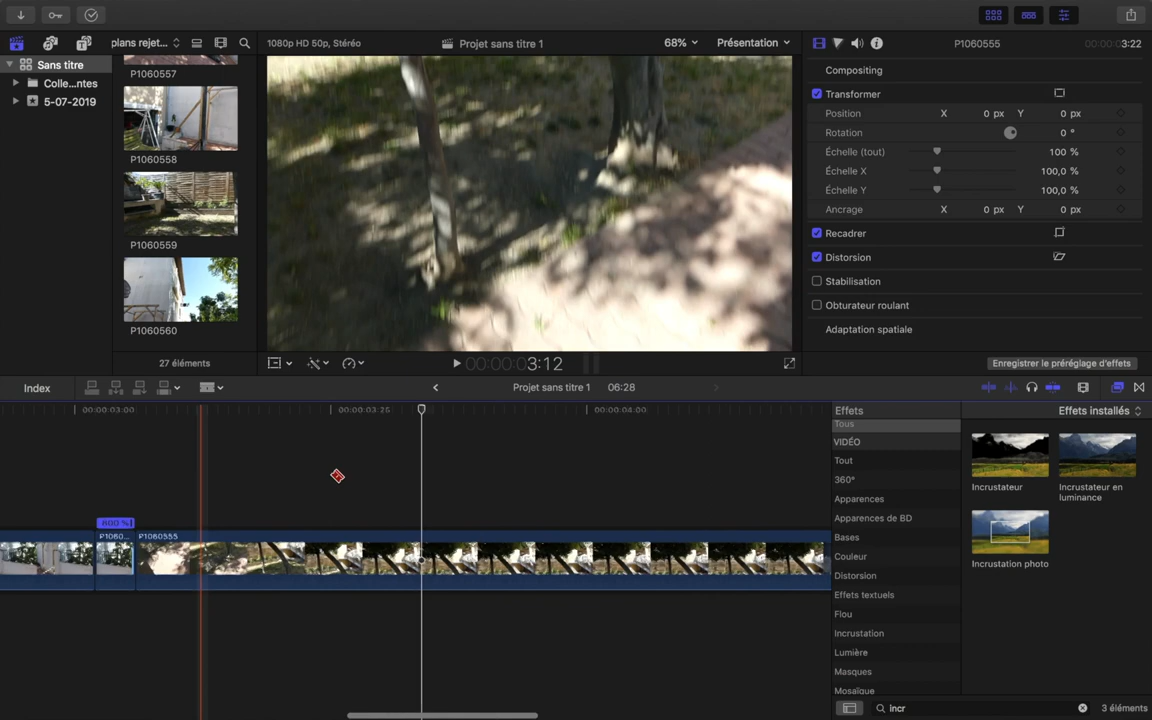 plans rejet...
1080p HD 50p, Stéréo
Projet sans titre 1
68%
Présentation
P1060555
00:00:03:22
Sans titre
Colle...ntes
5-07-2019
P1060557
P1060558
P1060559
P1060560
27 éléments
Compositing
Transformer
Position X 0 px Y 0 px
Rotation 0 °
Échelle (tout) 100 %
Échelle X 100,0 %
Échelle Y 100,0 %
Ancrage X 0 px Y 0 px
Recadrer
Distorsion
Stabilisation
Obturateur roulant
Adaptation spatiale
00:00:03:12
Enregistrer le préréglage d'effets
Index
Projet sans titre 1 06:28
00:00:03:00
00:00:03:25
00:00:04:00
800 %
P1060...
P1060555
Effets
Effets installés
Tous
VIDÉO
Tout
360°
Apparences
Apparences de BD
Bases
Couleur
Distorsion
Effets textuels
Flou
Incrustation
Lumière
Masques
Mosaïque
Incrustateur
Incrustateur en
luminance
Incrustation photo
incr
3 éléments